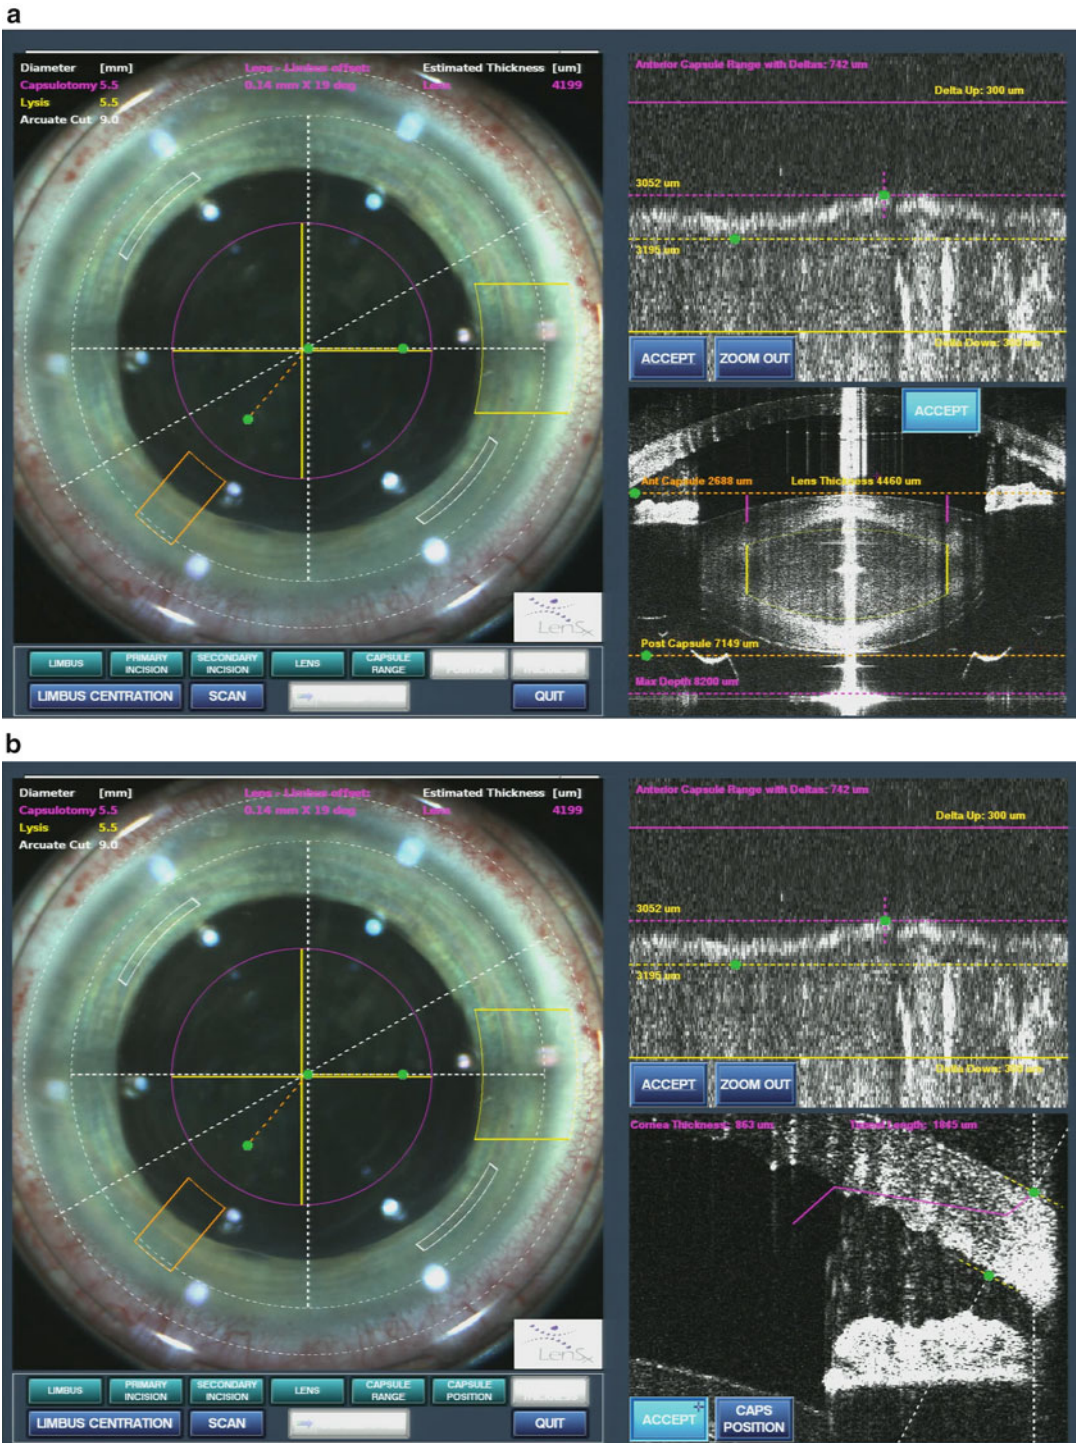 a
Diameter [mm]
Capsulotomy 5.5
Lysis 5.5
Arcuate Cut 9.0
Lens - Limbus offset:
0.14 mm X 19 deg
Estimated Thickness [um]
Lens 4199
LenSx
LIMBUS
PRIMARY INCISION
SECONDARY INCISION
LENS
CAPSULE RANGE
LIMBUS CENTRATION
SCAN
QUIT
Anterior Capsule Range with Deltas: 742 um
Delta Up: 300 um
3052 um
3195 um
Delta Down: 300 um
ACCEPT
ZOOM OUT
ACCEPT
Ant Capsule 2688 um
Lens Thickness 4460 um
Post Capsule 7149 um
Max Depth 8200 um
b
Diameter [mm]
Capsulotomy 5.5
Lysis 5.5
Arcuate Cut 9.0
Lens - Limbus offset:
0.14 mm X 19 deg
Estimated Thickness [um]
Lens 4199
LenSx
LIMBUS
PRIMARY INCISION
SECONDARY INCISION
LENS
CAPSULE RANGE
CAPSULE POSITION
LIMBUS CENTRATION
SCAN
QUIT
Anterior Capsule Range with Deltas: 742 um
Delta Up: 300 um
3052 um
3195 um
Delta Down: 300 um
ACCEPT
ZOOM OUT
Cornea Thickness: 863 um
Tunnel Length: 1845 um
ACCEPT
CAPS POSITION